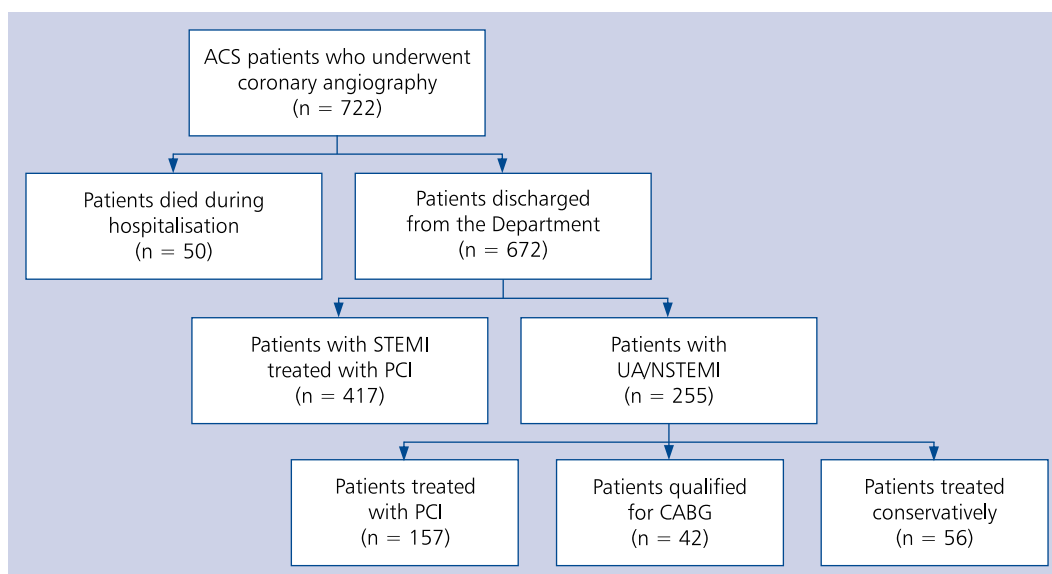 ACS patients who underwent
coronary angiography
(n = 722)
Patients died during
hospitalisation
(n = 50)
Patients discharged
from the Department
(n = 672)
Patients with STEMI
treated with PCI
(n = 417)
Patients with
UA/NSTEMI
(n = 255)
Patients treated
with PCI
(n = 157)
Patients qualified
for CABG
(n = 42)
Patients treated
conservatively
(n = 56)